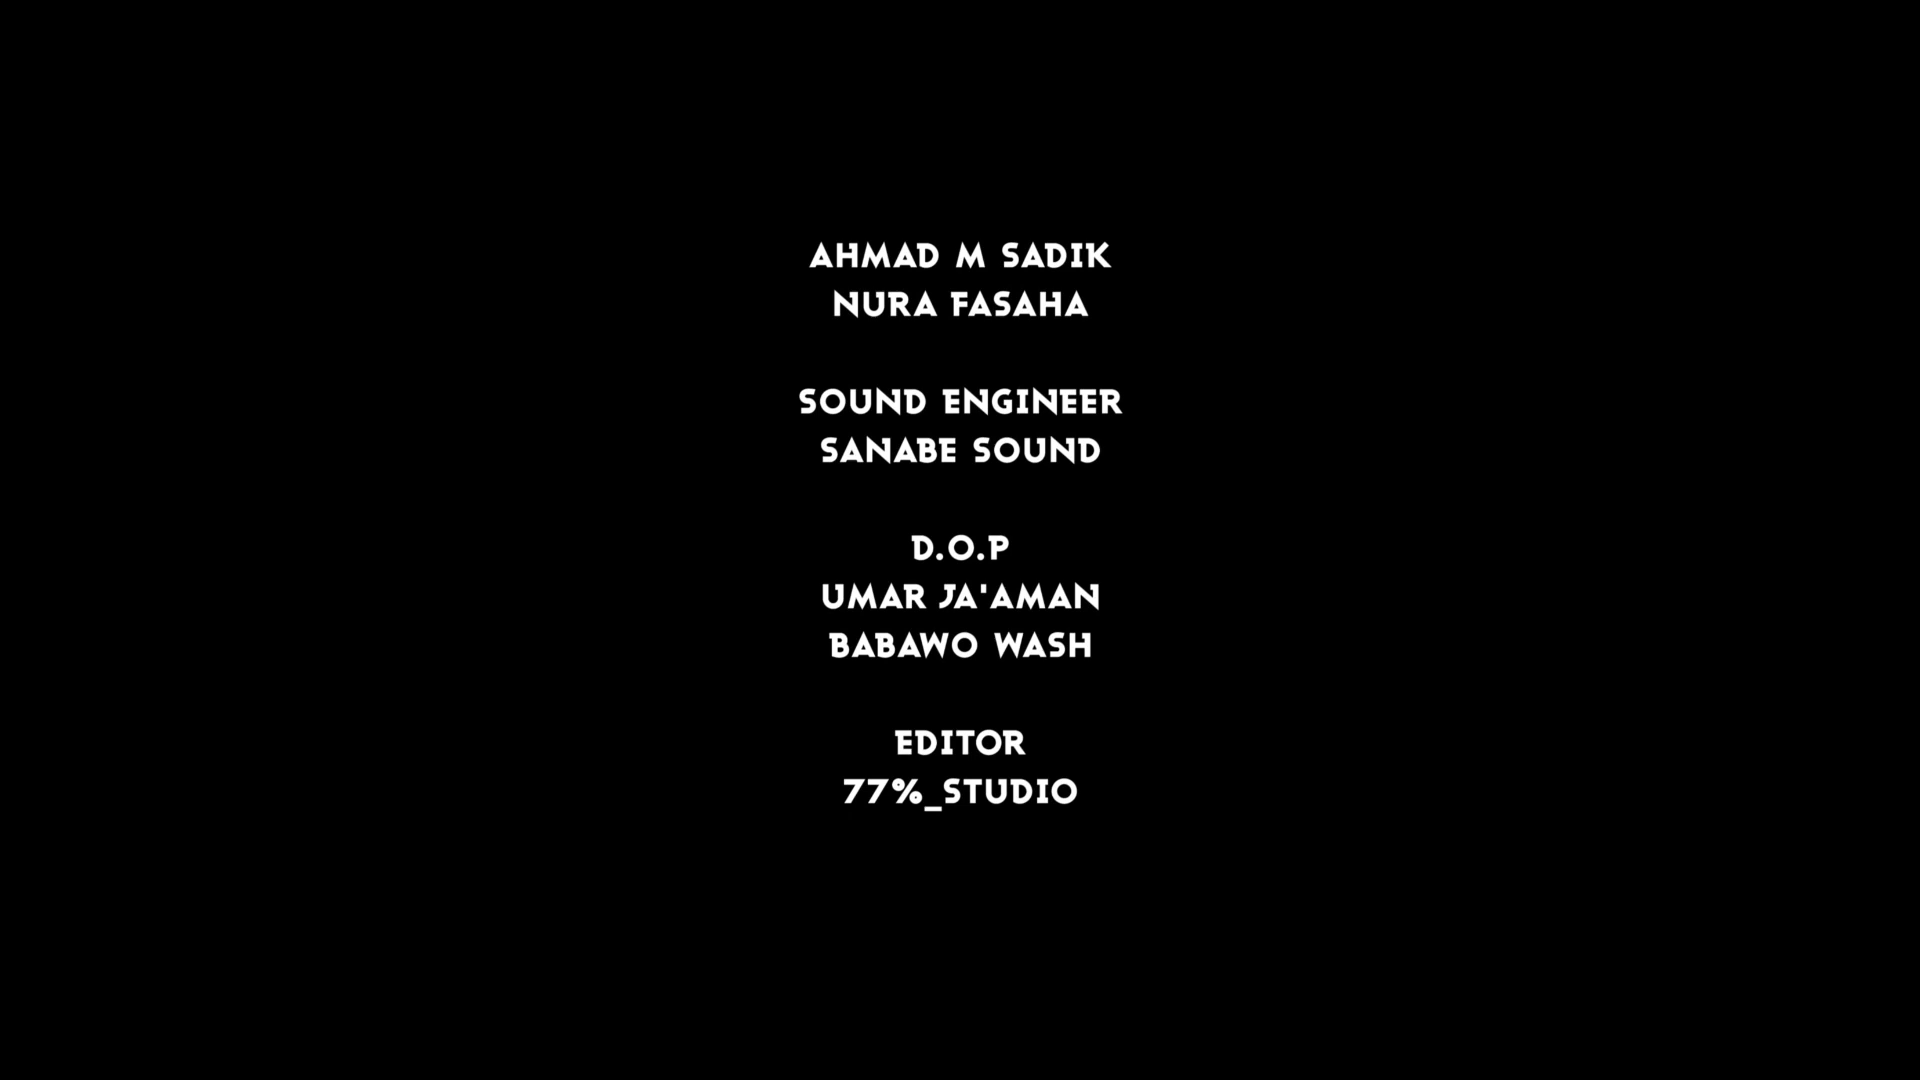 AHMAD M SADIK
NURA FASAHA
SOUND ENGINEER
SANABE SOUND
D.O.P
UMAR JA'AMAN
BABAWO WASH
EDITOR
77%_STUDIO